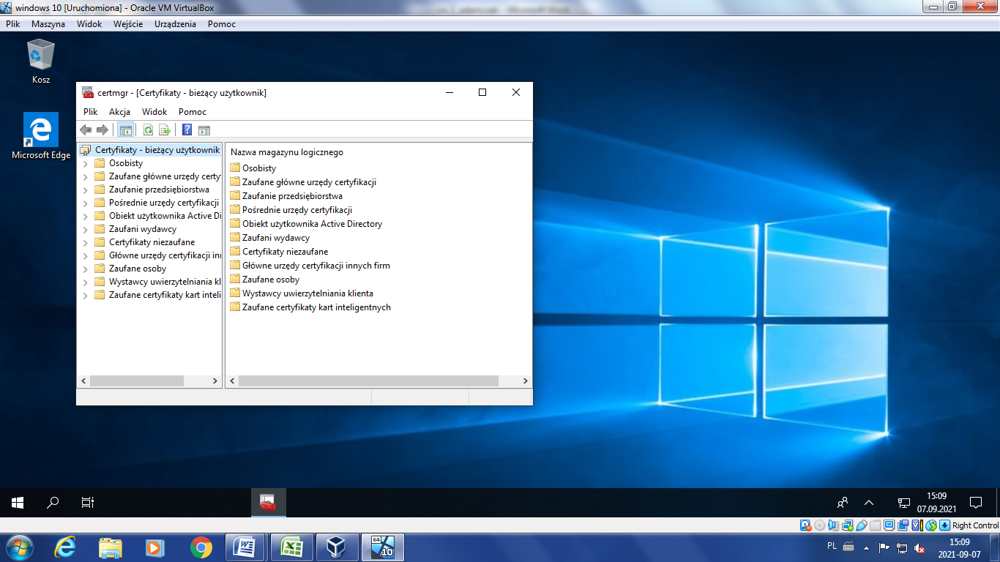 windows 10 [Uruchomiona] - Oracle VM VirtualBox
Plik Maszyna Widok Wejście Urządzenia Pomoc
Kosz
Microsoft Edge
certmgr - [Certyfikaty - bieżący użytkownik]
Plik Akcja Widok Pomoc
Certyfikaty - bieżący użytkownik
Osobisty
Zaufane główne urzędy certy
Zaufanie przedsiębiorstwa
Pośrednie urzędy certyfikacji
Obiekt użytkownika Active Di
Zaufani wydawcy
Certyfikaty niezaufane
Główne urzędy certyfikacji inn
Zaufane osoby
Wystawcy uwierzytelniania kl
Zaufane certyfikaty kart inteli
Nazwa magazynu logicznego
Osobisty
Zaufane główne urzędy certyfikacji
Zaufanie przedsiębiorstwa
Pośrednie urzędy certyfikacji
Obiekt użytkownika Active Directory
Zaufani wydawcy
Certyfikaty niezaufane
Główne urzędy certyfikacji innych firm
Zaufane osoby
Wystawcy uwierzytelniania klienta
Zaufane certyfikaty kart inteligentnych
15:09
07.09.2021
Right Control
64
10
PL
15:09
2021-09-07